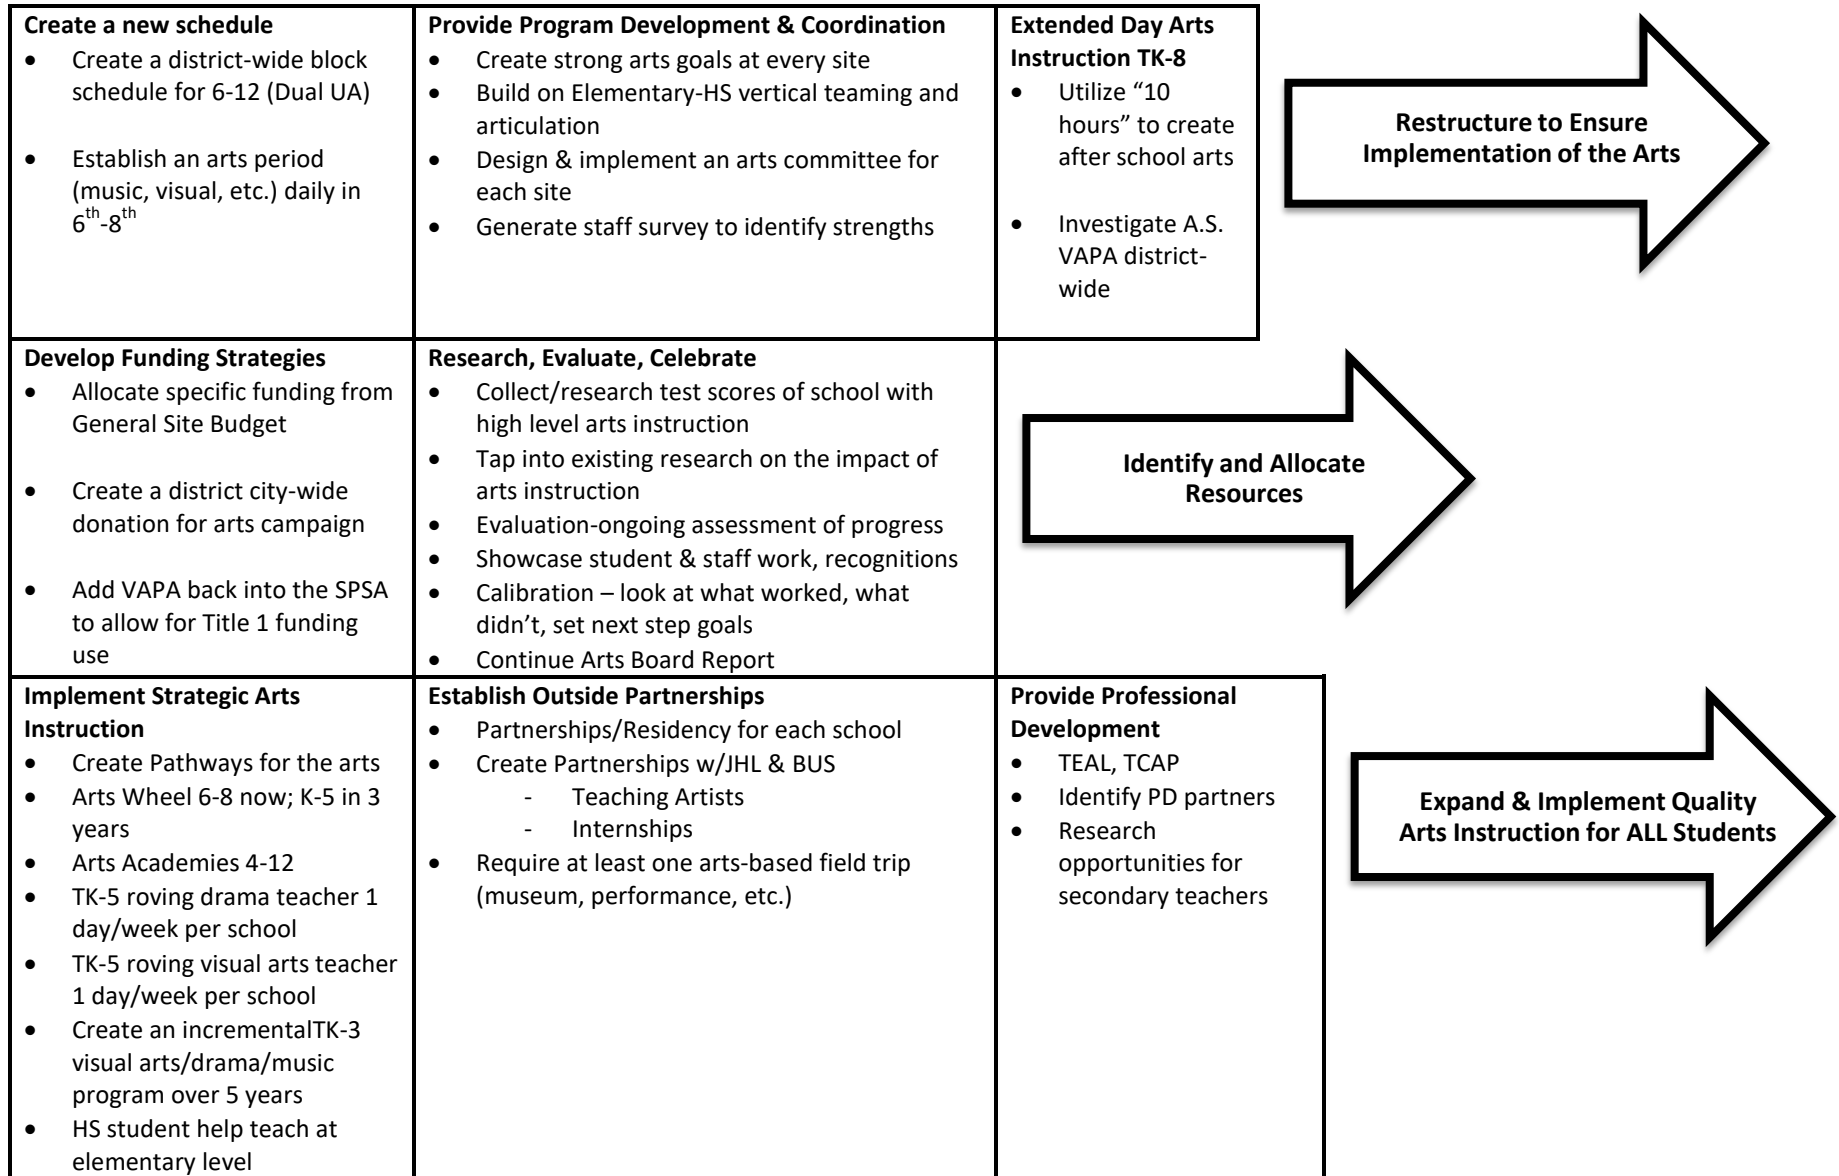 Create a new schedule
• Create a district-wide block
schedule for 6-12 (Dual UA)
• Establish an arts period
(music, visual, etc.) daily in
6th-8th
Provide Program Development & Coordination
• Create strong arts goals at every site
• Build on Elementary-HS vertical teaming and
articulation
• Design & implement an arts committee for
each site
• Generate staff survey to identify strengths
Extended Day Arts
Instruction TK-8
• Utilize “10
hours” to create
after school arts
• Investigate A.S.
VAPA district-
wide
Restructure to Ensure
Implementation of the Arts
Develop Funding Strategies
• Allocate specific funding from
General Site Budget
• Create a district city-wide
donation for arts campaign
• Add VAPA back into the SPSA
to allow for Title 1 funding
use
Research, Evaluate, Celebrate
• Collect/research test scores of school with
high level arts instruction
• Tap into existing research on the impact of
arts instruction
• Evaluation-ongoing assessment of progress
• Showcase student & staff work, recognitions
• Calibration – look at what worked, what
didn’t, set next step goals
• Continue Arts Board Report
Identify and Allocate
Resources
Implement Strategic Arts
Instruction
• Create Pathways for the arts
• Arts Wheel 6-8 now; K-5 in 3
years
• Arts Academies 4-12
• TK-5 roving drama teacher 1
day/week per school
• TK-5 roving visual arts teacher
1 day/week per school
• Create an incrementalTK-3
visual arts/drama/music
program over 5 years
• HS student help teach at
elementary level
Establish Outside Partnerships
• Partnerships/Residency for each school
• Create Partnerships w/JHL & BUS
- Teaching Artists
- Internships
• Require at least one arts-based field trip
(museum, performance, etc.)
Provide Professional
Development
• TEAL, TCAP
• Identify PD partners
• Research
opportunities for
secondary teachers
Expand & Implement Quality
Arts Instruction for ALL Students